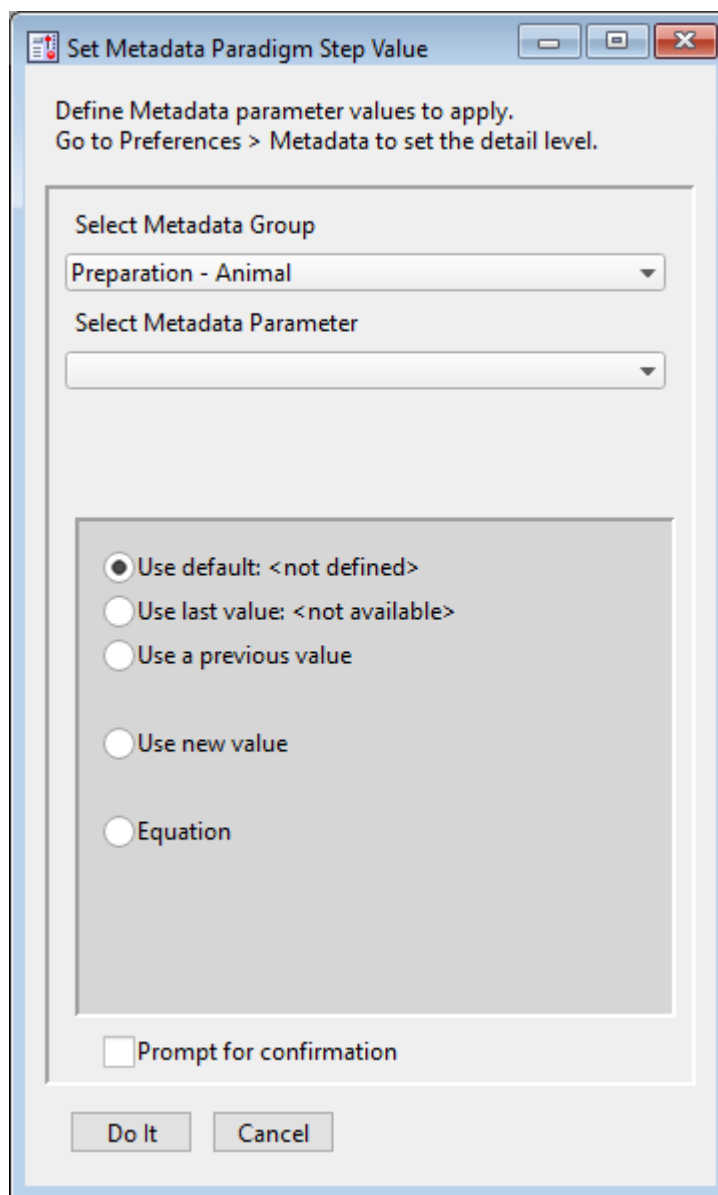 Set Metadata Paradigm Step Value
Define Metadata parameter values to apply.
Go to Preferences > Metadata to set the detail level.
Select Metadata Group
Preparation - Animal
Select Metadata Parameter
Use default: <not defined>
Use last value: <not available>
Use a previous value
Use new value
Equation
Prompt for confirmation
Do It
Cancel